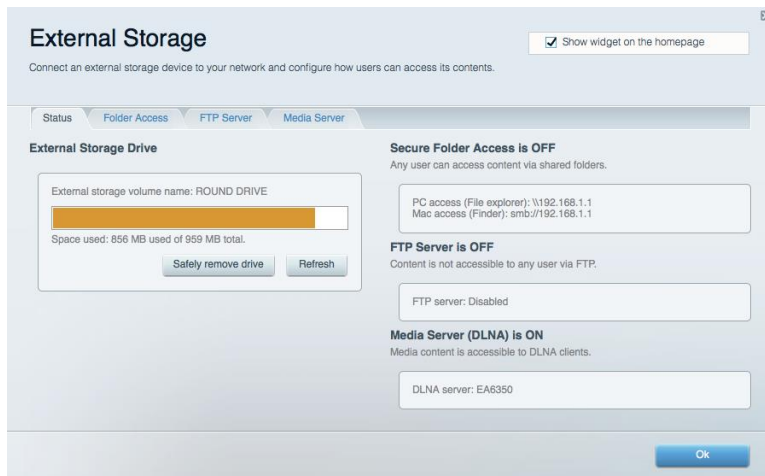 External Storage
Show widget on the homepage
Connect an external storage device to your network and configure how users can access its contents.
Status
Folder Access
FTP Server
Media Server
External Storage Drive
External storage volume name: ROUND DRIVE
Space used: 856 MB used of 959 MB total.
Safely remove drive
Refresh
Secure Folder Access is OFF
Any user can access content via shared folders.
PC access (File explorer): \\192.168.1.1
Mac access (Finder): smb://192.168.1.1
FTP Server is OFF
Content is not accessible to any user via FTP.
FTP server: Disabled
Media Server (DLNA) is ON
Media content is accessible to DLNA clients.
DLNA server: EA6350
Ok